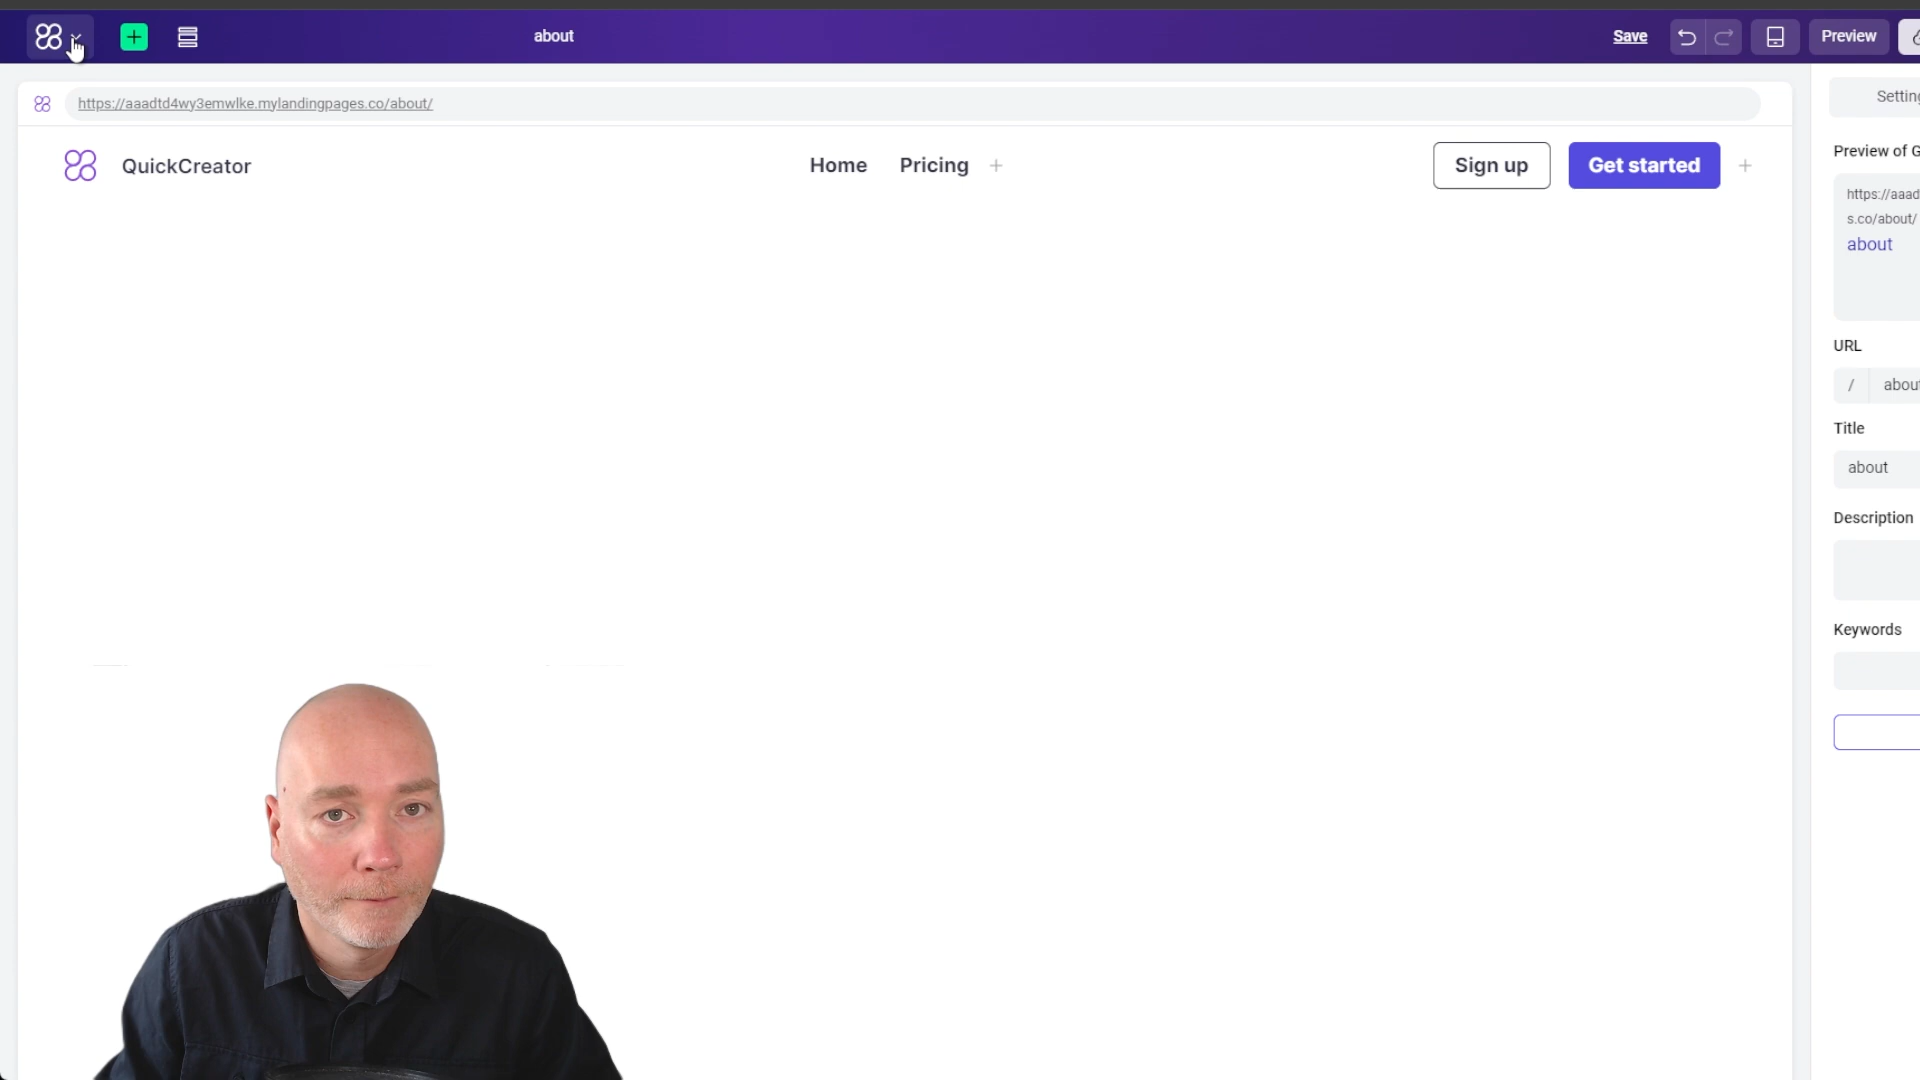 about
Save
Preview
https://aaadtd4wy3emwlke.mylandingpages.co/about/
QuickCreator
Home
Pricing
+
Sign up
Get started
+
Setting
Preview of G
https://aaad
s.co/about/
about
URL
/ about
Title
about
Description
Keywords